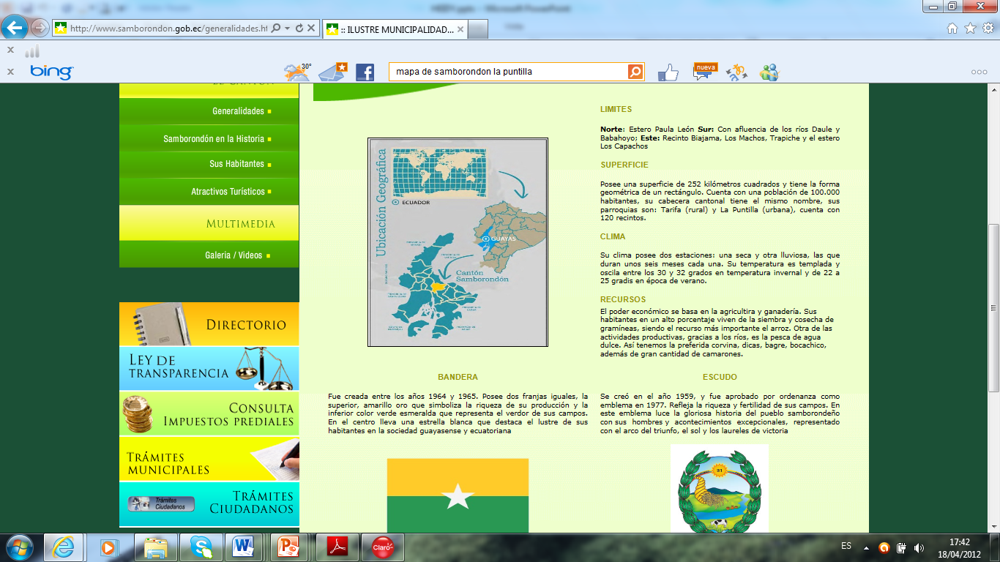 http://www.samborondon.gob.ec/generalidades.ht
:: ILUSTRE MUNICIPALIDAD...
bing
30°
mapa de samborondon la puntilla
nueva
EL CANTÓN
Generalidades
Samborondón en la Historia
Sus Habitantes
Atractivos Turísticos
MULTIMEDIA
Galeria / Videos
DIRECTORIO
LEY DE
TRANSPARENCIA
CONSULTA
IMPUESTOS PREDIALES
TRÁMITES
MUNICIPALES
Trámites
Ciudadanos
TRÁMITES
CIUDADANOS
Ubicación Geográfica
ECUADOR
GUAYAS
Cantón
Samborondón
LIMITES
Norte: Estero Paula León Sur: Con afluencia de los ríos Daule y
Babahoyo; Este: Recinto Biajama, Los Machos, Trapiche y el estero
Los Capachos
SUPERFICIE
Posee una superficie de 252 kilómetros cuadrados y tiene la forma
geométrica de un rectángulo. Cuenta con una población de 100.000
habitantes, su cabecera cantonal tiene el mismo nombre, sus
parroquias son: Tarifa (rural) y La Puntilla (urbana), cuenta con
120 recintos.
CLIMA
Su clima posee dos estaciones: una seca y otra lluviosa, las que
duran unos seis meses cada una. Su temperatura es templada y
oscila entre los 30 y 32 grados en temperatura invernal y de 22 a
25 gradis en época de verano.
RECURSOS
El poder económico se basa en la agricultira y ganadería. Sus
habitantes en un alto porcentaje viven de la siembra y cosecha de
gramíneas, siendo el recurso más importante el arroz. Otra de las
actividades productivas, gracias a los ríos, es la pesca de agua
dulce. Así tenemos la preferida corvina, dicas, bagre, bocachico,
además de gran cantidad de camarones.
BANDERA
Fue creada entre los años 1964 y 1965. Posee dos franjas iguales, la
superior, amarillo oro que simboliza la riqueza de su producción y la
inferior color verde esmeralda que representa el verdor de sus campos.
En el centro lleva una estrella blanca que destaca el lustre de sus
habitantes en la sociedad guayasense y ecuatoriana
ESCUDO
Se creó en el año 1959, y fue aprobado por ordenanza como
emblema en 1977. Refleja la riqueza y fertilidad de sus campos. En
este emblema luce la gloriosa historia del pueblo samborondeño
con sus hombres y acontecimientos excepcionales, representado
con el arco del triunfo, el sol y los laureles de victoria
31
Claro
ES
17:42
18/04/2012